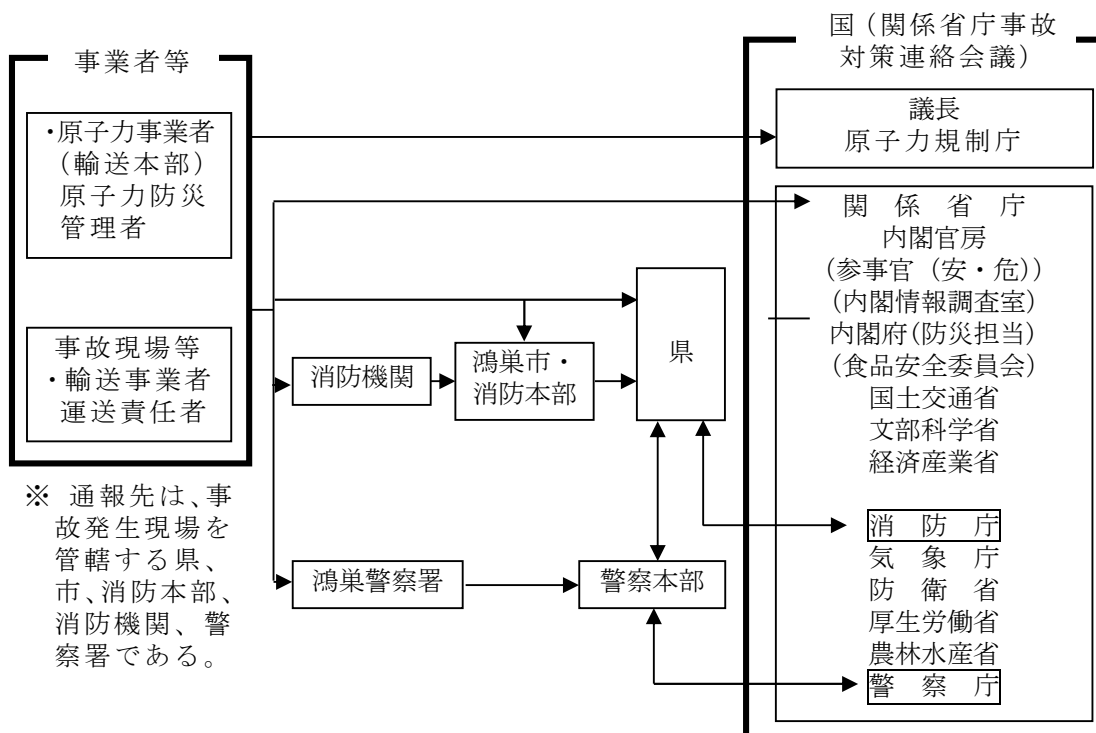 事業者等
・原子力事業者
(輸送本部)
原子力防災
管理者
事故現場等
・輸送事業者
運送責任者
※ 通報先は、事
故発生現場を
管轄する県、
市、消防本部、
消防機関、警
察署である。
消防機関
鴻巣市・
消防本部
県
鴻巣警察署
警察本部
国(関係省庁事故
対策連絡会議)
議長
原子力規制庁
関係省庁
内閣官房
(参事官(安・危))
(内閣情報調査室)
内閣府(防災担当)
(食品安全委員会)
国土交通省
文部科学省
経済産業省
消防庁
気象庁
防衛省
厚生労働省
農林水産省
警察庁